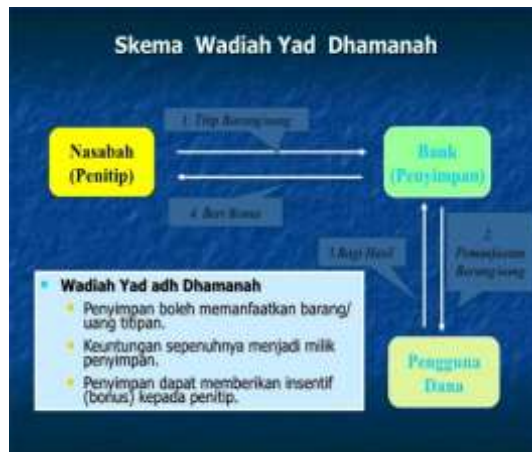 Skema Wadiah Yad Dhamanah
1. Titip Barang/uang
Nasabah
(Penitip)
Bank
(Penyimpan)
4. Beri Bonus
3.Bagi Hasil
2.
Pemanfaatan
Barang/uang
Wadiah Yad adh Dhamanah
Penyimpan boleh memanfaatkan barang/
uang titipan.
Keuntungan sepenuhnya menjadi milik
penyimpan.
Penyimpan dapat memberikan insentif
(bonus) kepada penitip.
Pengguna
Dana